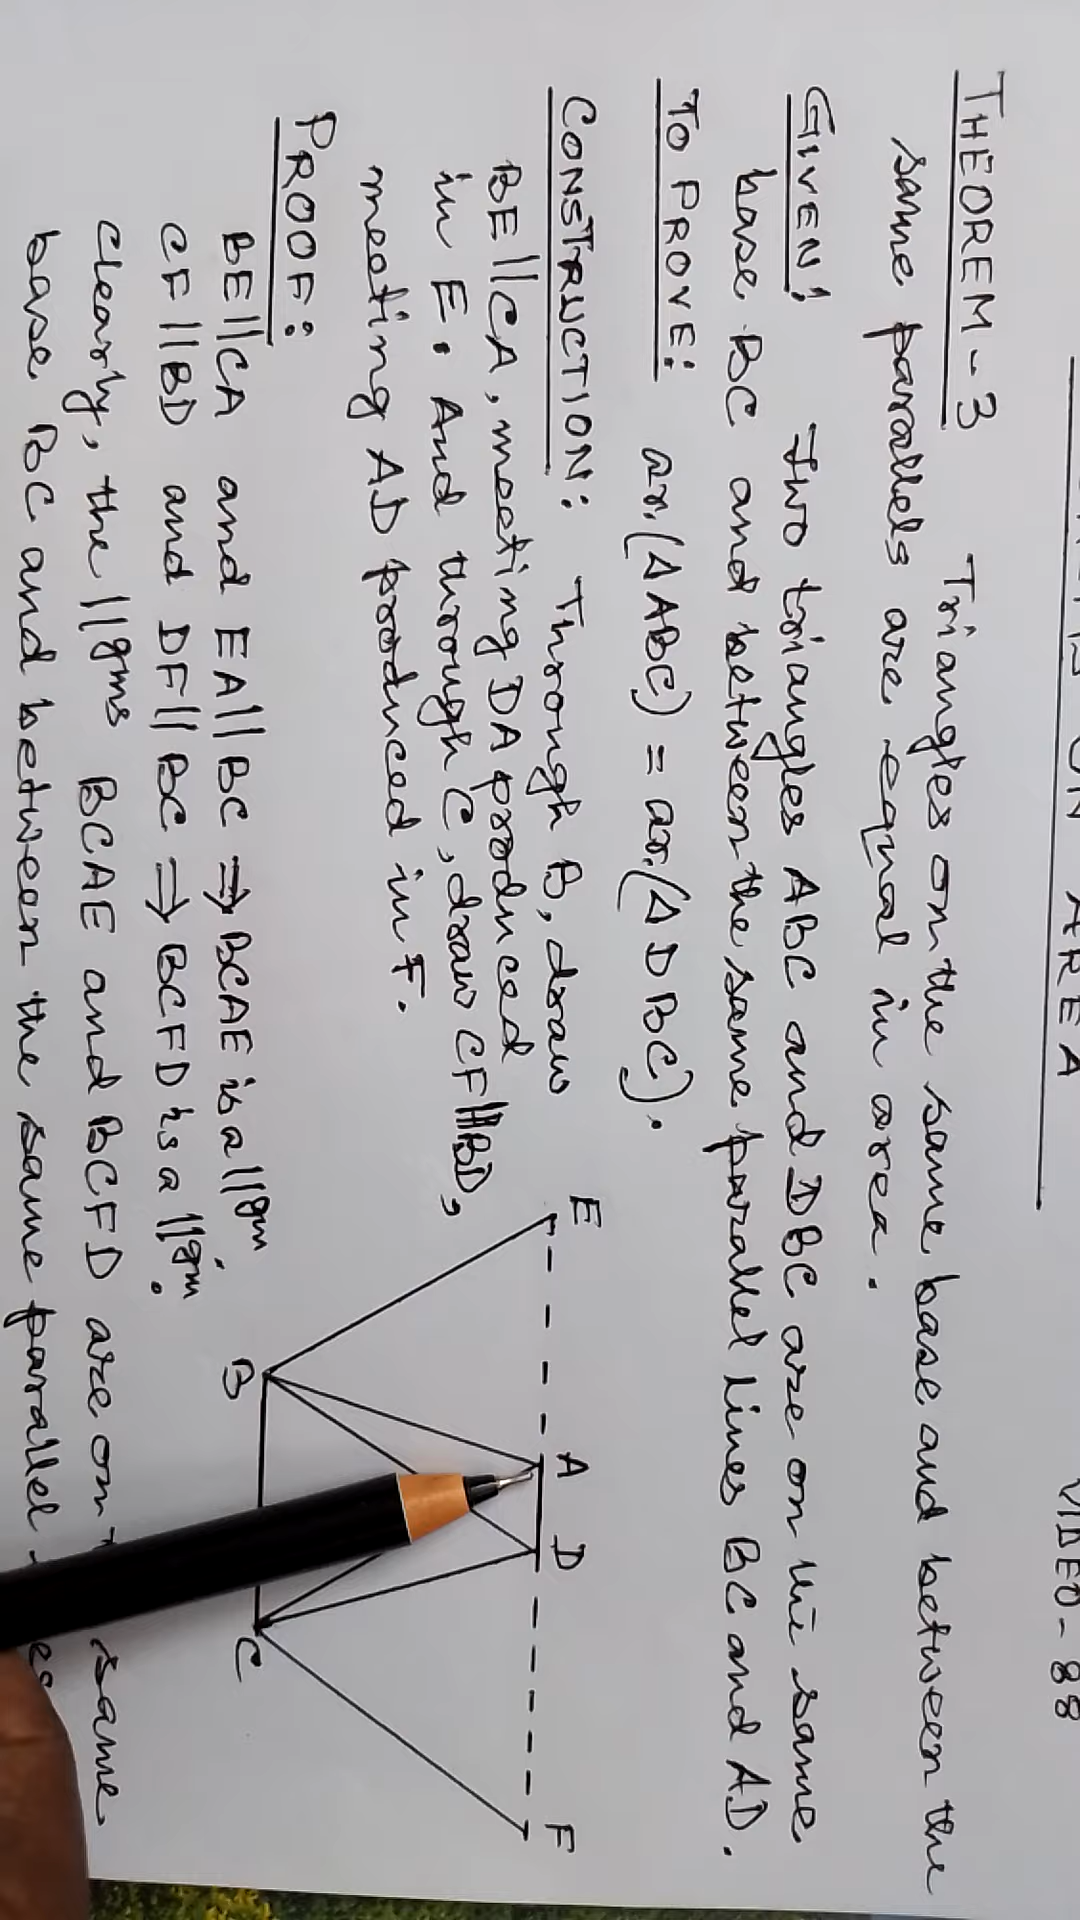 ON AREA
VIDEO-88
THEOREM-3 Triangles on the same base and between the
same parallels are equal in area.
GIVEN: Two triangles ABC and DBC are on the same
base BC and between the same parallel lines BC and AD.
TO PROVE: ar.(Δ ABC) = ar.(Δ DBC).
CONSTRUCTION: Through B, draw
BE||CA, meeting DA produced
in E. And through C, draw CF||BD,
meeting AD produced in F.
PROOF:
BE||CA and EA||BC ⇒ BCAE is a ||gm.
CF||BD and DF||BC ⇒ BCFD is a ||gm.
Clearly, the ||gms BCAE and BCFD are on same
base BC and between the same parallel
E
A
D
F
B
C